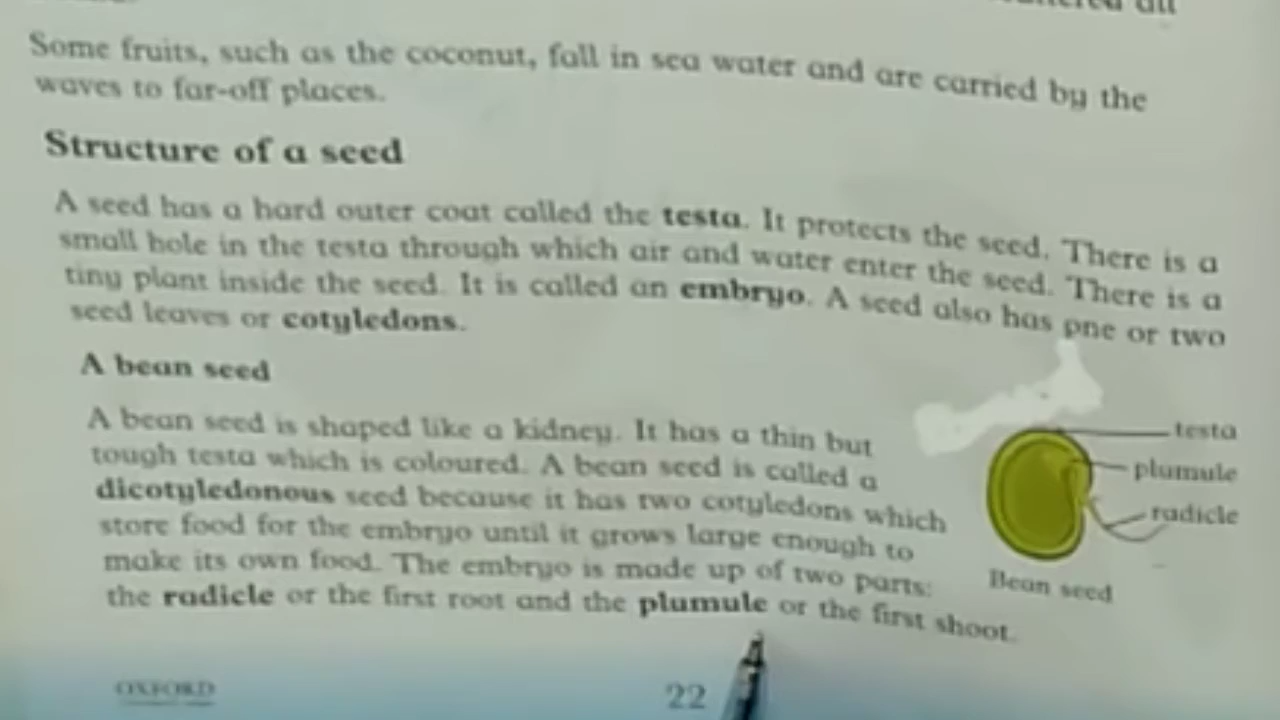 all
Some fruits, such as the coconut, fall in sea water and are carried by the
waves to far-off places.
Structure of a seed
A seed has a hard outer coat called the testa. It protects the seed. There is a
small hole in the testa through which air and water enter the seed. There is a
tiny plant inside the seed. It is called an embryo. A seed also has one or two
seed leaves or cotyledons.
A bean seed
A bean seed is shaped like a kidney. It has a thin but
tough testa which is coloured. A bean seed is called a
dicotyledonous seed because it has two cotyledons which
store food for the embryo until it grows large enough to
make its own food. The embryo is made up of two parts:
the radicle or the first root and the plumule or the first shoot.
testa
plumule
radicle
Bean seed
OXFORD
22